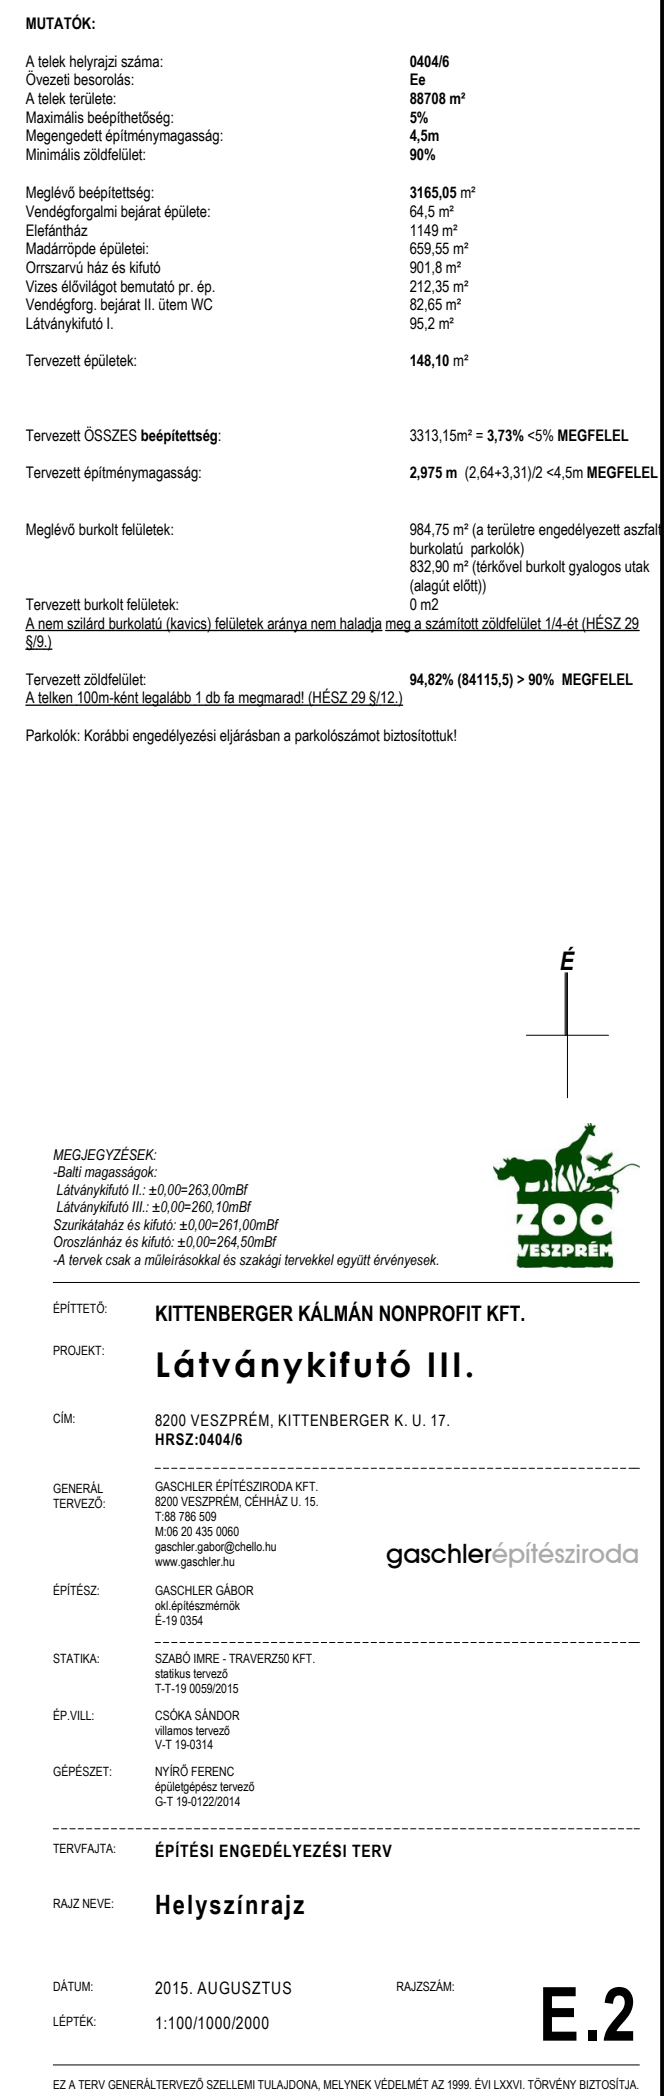 MUTATÓK:
A telek helyrajzi száma: 0404/6
Övezeti besorolás: Ee
A telek területe: 88708 m²
Maximális beépíthetőség: 5%
Megengedett építménymagasság: 4,5m
Minimális zöldfelület: 90%
Meglévő beépítettség: 3165,05 m²
Vendégforgalmi bejárat épülete: 64,5 m²
Elefántház 1149 m²
Madárröpde épületei: 659,55 m²
Orrszarvú ház és kifutó 901,8 m²
Vizes élővilágot bemutató pr. ép. 212,35 m²
Vendégforg. bejárat II. ütem WC 82,65 m²
Látványkifutó I. 95,2 m²
Tervezett épületek: 148,10 m²
Tervezett ÖSSZES beépítettség: 3313,15m² = 3,73% <5% MEGFELEL
Tervezett építménymagasság: 2,975 m (2,64+3,31)/2 <4,5m MEGFELEL
Meglévő burkolt felületek: 984,75 m² (a területre engedélyezett aszfalt
burkolatú parkolók)
832,90 m² (térkővel burkolt gyalogos utak
(alagút előtt))
Tervezett burkolt felületek: 0 m2
A nem szilárd burkolatú (kavics) felületek aránya nem haladja meg a számított zöldfelület 1/4-ét (HÉSZ 29
§/9.)
Tervezett zöldfelület: 94,82% (84115,5) > 90% MEGFELEL
A telken 100m-ként legalább 1 db fa megmarad! (HÉSZ 29 §/12.)
Parkolók: Korábbi engedélyezési eljárásban a parkolószámot biztosítottuk!
É
MEGJEGYZÉSEK:
-Balti magasságok:
Látványkifutó II.: ±0,00=263,00mBf
Látványkifutó III.: ±0,00=260,10mBf
Szurikátaház és kifutó: ±0,00=261,00mBf
Oroszlánház és kifutó: ±0,00=264,50mBf
-A tervek csak a műleírásokkal és szakági tervekkel együtt érvényesek.
ZOO
VESZPRÉM
ÉPÍTTETŐ: KITTENBERGER KÁLMÁN NONPROFIT KFT.
PROJEKT: Látványkifutó III.
CÍM: 8200 VESZPRÉM, KITTENBERGER K. U. 17.
HRSZ:0404/6
GENERÁL TERVEZŐ: GASCHLER ÉPÍTÉSZIRODA KFT.
8200 VESZPRÉM, CÉHHÁZ U. 15.
T:88 786 509
M:06 20 435 0060
gaschler.gabor@chello.hu
www.gaschler.hu
gaschlerépítésziroda
ÉPÍTÉSZ: GASCHLER GÁBOR
okl.építészmérnök
É-19 0354
STATIKA: SZABÓ IMRE - TRAVERZ50 KFT.
statikus tervező
T-T-19 0059/2015
ÉP.VILL: CSÓKA SÁNDOR
villamos tervező
V-T 19-0314
GÉPÉSZET: NYÍRŐ FERENC
épületgépész tervező
G-T 19-0122/2014
TERVFAJTA: ÉPÍTÉSI ENGEDÉLYEZÉSI TERV
RAJZ NEVE: Helyszínrajz
DÁTUM: 2015. AUGUSZTUS RAJZSZÁM: E.2
LÉPTÉK: 1:100/1000/2000
EZ A TERV GENERÁLTERVEZŐ SZELLEMI TULAJDONA, MELYNEK VÉDELMÉT AZ 1999. ÉVI LXXVI. TÖRVÉNY BIZTOSÍTJA.